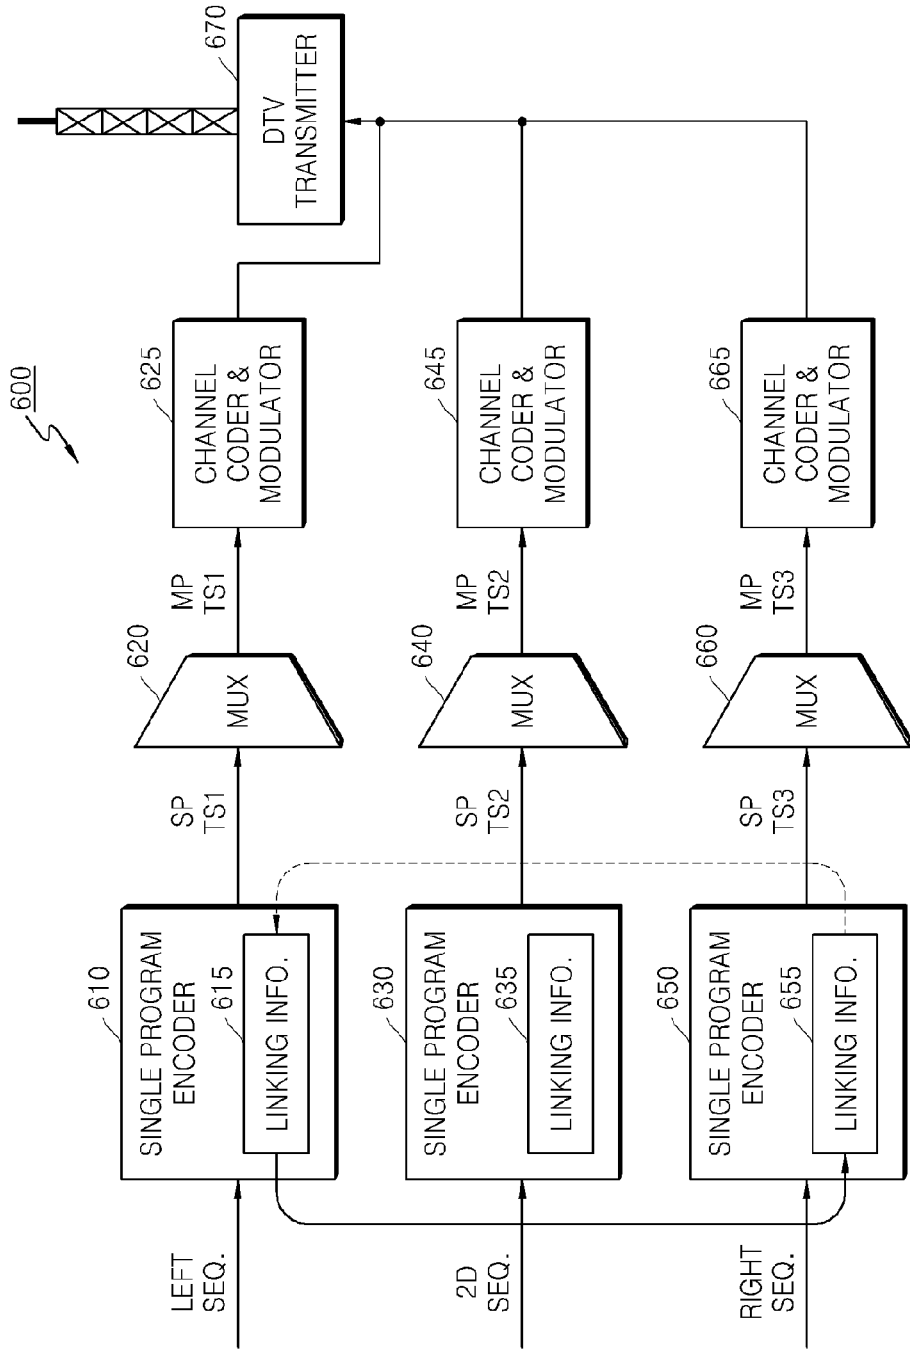 600
LEFT
SEQ.
610
SINGLE PROGRAM
ENCODER
615
LINKING INFO.
SP
TS1
620
MUX
MP
TS1
625
CHANNEL
CODER &
MODULATOR
670
DTV
TRANSMITTER
2D
SEQ.
630
SINGLE PROGRAM
ENCODER
635
LINKING INFO.
SP
TS2
640
MUX
MP
TS2
645
CHANNEL
CODER &
MODULATOR
RIGHT
SEQ.
650
SINGLE PROGRAM
ENCODER
655
LINKING INFO.
SP
TS3
660
MUX
MP
TS3
665
CHANNEL
CODER &
MODULATOR